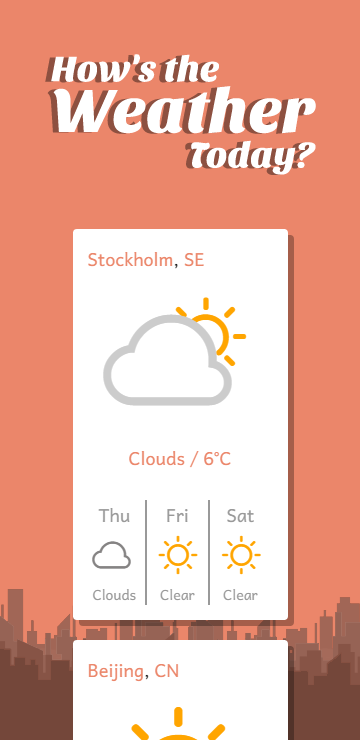 How's the
Weather
Today?
Stockholm, SE
Clouds / 6°C
Thu Fri Sat
Clouds Clear Clear
Beijing, CN